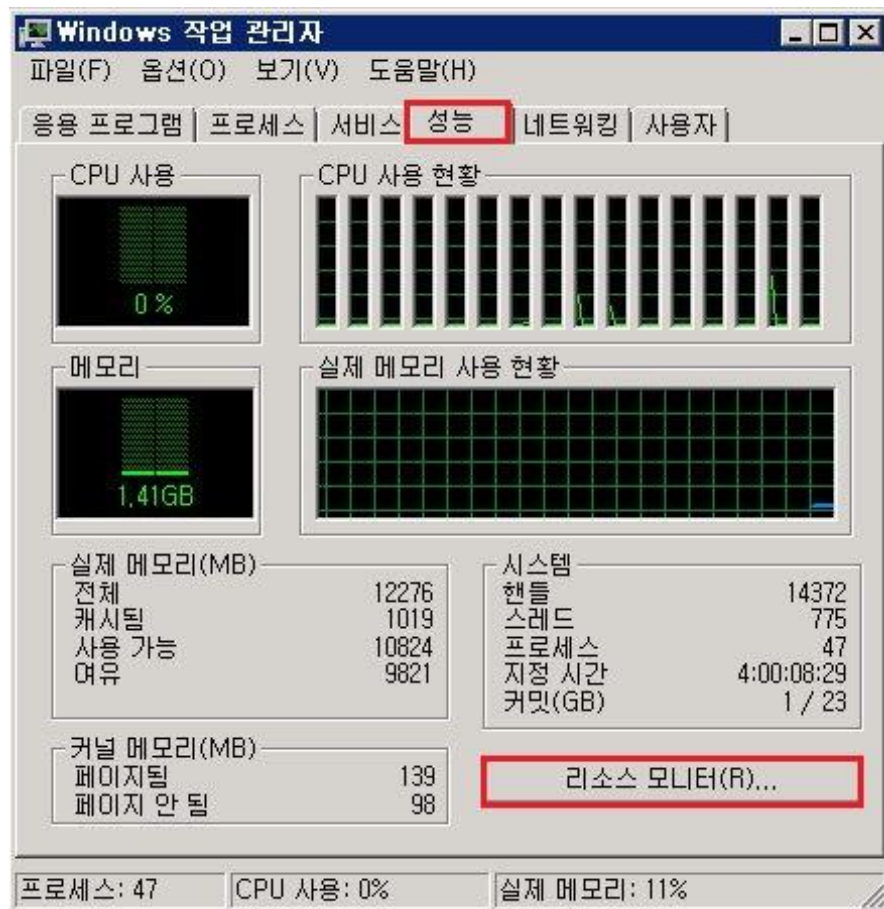 Windows 작업 관리자
파일(F) 옵션(O) 보기(V) 도움말(H)
응용 프로그램 프로세스 서비스 성능 네트워킹 사용자
CPU 사용 CPU 사용 현황
0 %
메모리 실제 메모리 사용 현황
1,41GB
실제 메모리(MB)
전체 12276
캐시됨 1019
사용 가능 10824
여유 9821
시스템
핸들 14372
스레드 775
프로세스 47
지정 시간 4:00:08:29
커밋(GB) 1 / 23
커널 메모리(MB)
페이지됨 139
페이지 안 됨 98
리소스 모니터(R)...
프로세스: 47 CPU 사용: 0% 실제 메모리: 11%